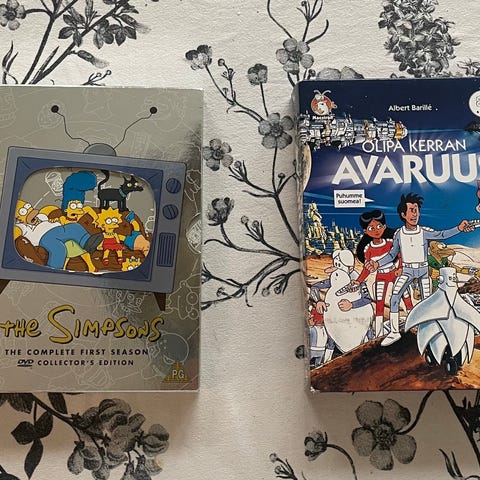 the SIMPSONS
THE COMPLETE FIRST SEASON
DVD COLLECTOR'S EDITION
PG
Albert Barillé
OLIPA KERRAN
AVARUUS
Puhumme
suomea!